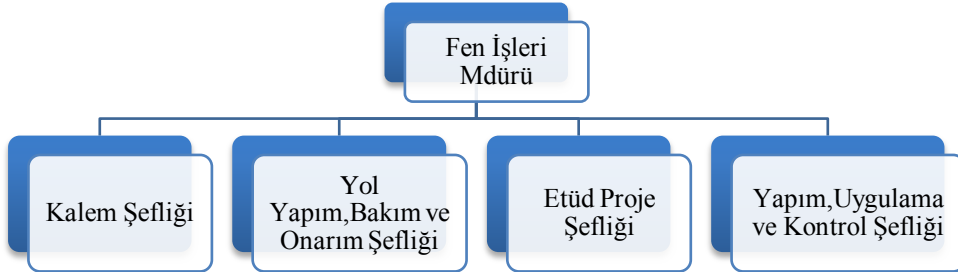 Fen İşleri
Mdürü
Kalem Şefliği
Yol
Yapım,Bakım ve
Onarım Şefliği
Etüd Proje
Şefliği
Yapım,Uygulama
ve Kontrol Şefliği